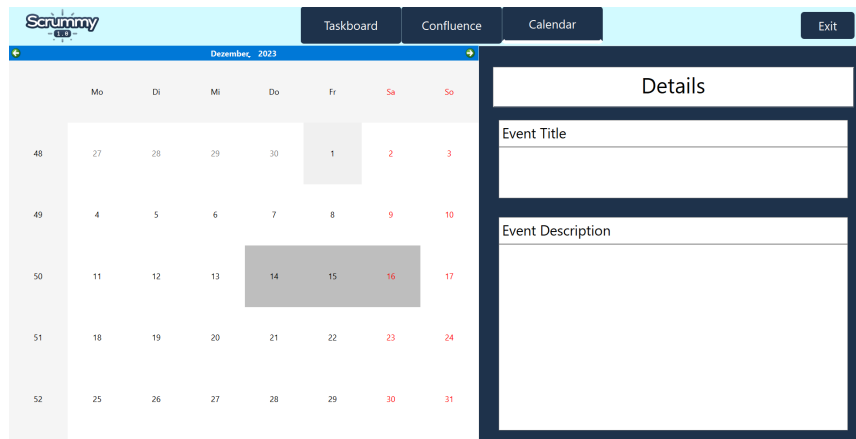 Scrummy
1.0
Taskboard
Confluence
Calendar
Exit
Dezember, 2023
Mo Di Mi Do Fr Sa So
48 27 28 29 30 1 2 3
49 4 5 6 7 8 9 10
50 11 12 13 14 15 16 17
51 18 19 20 21 22 23 24
52 25 26 27 28 29 30 31
Details
Event Title
Event Description